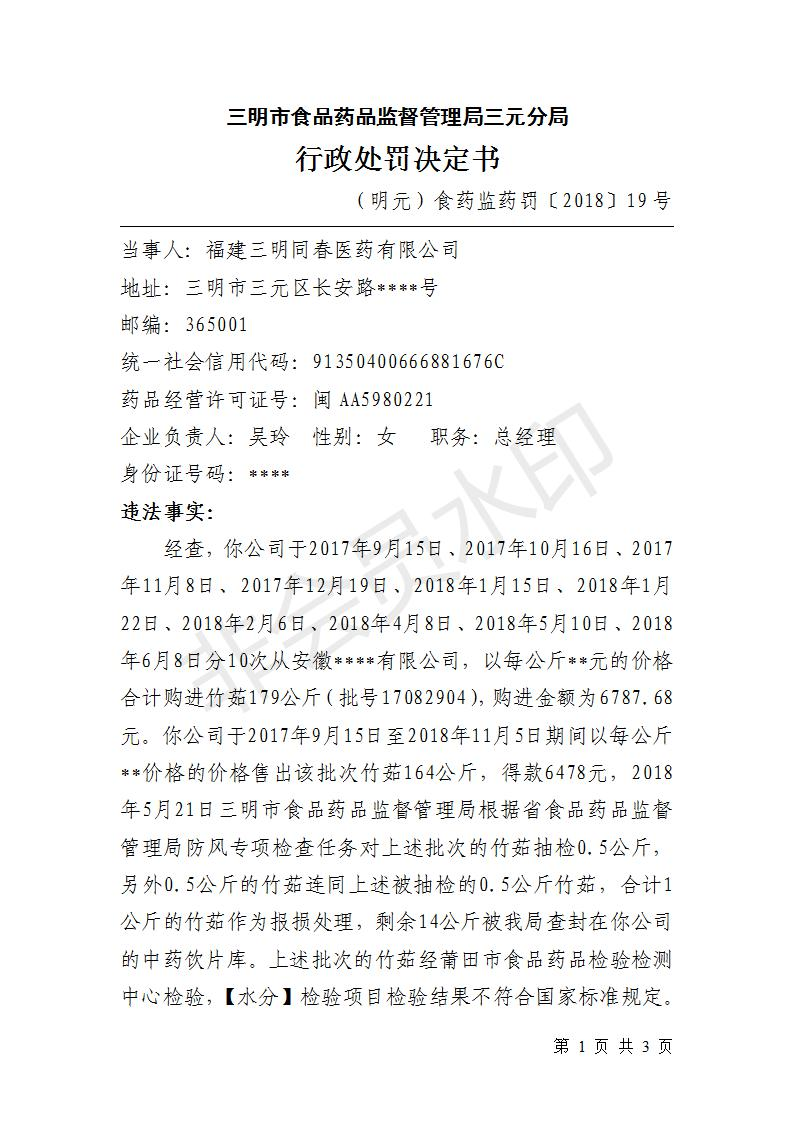 三明市食品药品监督管理局三元分局
行政处罚决定书
（明元）食药监药罚〔2018〕19号
当事人：福建三明同春医药有限公司
地址：三明市三元区长安路****号
邮编：365001
统一社会信用代码：91350400666881676C
药品经营许可证号：闽AA5980221
企业负责人：吴玲 性别：女 职务：总经理
身份证号码：****
违法事实：
经查，你公司于2017年9月15日、2017年10月16日、2017
年11月8日、2017年12月19日、2018年1月15日、2018年1月
22日、2018年2月6日、2018年4月8日、2018年5月10日、2018
年6月8日分10次从安徽****有限公司，以每公斤**元的价格
合计购进竹茹179公斤（批号17082904），购进金额为6787.68
元。你公司于2017年9月15日至2018年11月5日期间以每公斤
**价格的价格售出该批次竹茹164公斤，得款6478元，2018
年5月21日三明市食品药品监督管理局根据省食品药品监督
管理局防风专项检查任务对上述批次的竹茹抽检0.5公斤，
另外0.5公斤的竹茹连同上述被抽检的0.5公斤竹茹，合计1
公斤的竹茹作为报损处理，剩余14公斤被我局查封在你公司
的中药饮片库。上述批次的竹茹经莆田市食品药品检验检测
中心检验，【水分】检验项目检验结果不符合国家标准规定。
第 1 页 共 3 页
非会员水印